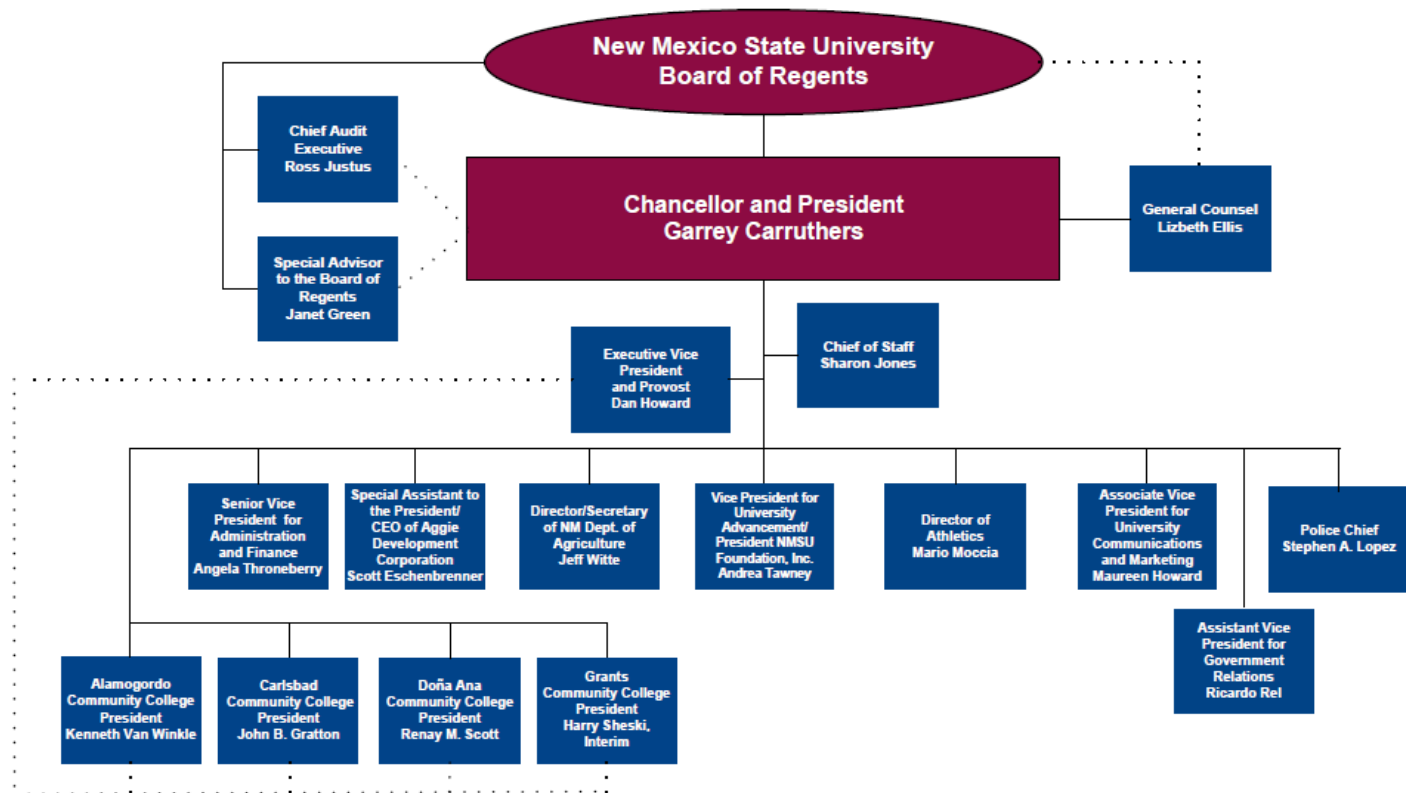 New Mexico State University
Board of Regents
Chief Audit
Executive
Ross Justus
Chancellor and President
Garrey Carruthers
General Counsel
Lizbeth Ellis
Special Advisor
to the Board of
Regents
Janet Green
Executive Vice
President
and Provost
Dan Howard
Chief of Staff
Sharon Jones
Senior Vice
President for
Administration
and Finance
Angela Throneberry
Special Assistant to
the President/
CEO of Aggie
Development
Corporation
Scott Eschenbrenner
Director/Secretary
of NM Dept. of
Agriculture
Jeff Witte
Vice President for
University
Advancement/
President NMSU
Foundation, Inc.
Andrea Tawney
Director of
Athletics
Mario Moccia
Associate Vice
President for
University
Communications
and Marketing
Maureen Howard
Police Chief
Stephen A. Lopez
Assistant Vice
President for
Government
Relations
Ricardo Rel
Alamogordo
Community College
President
Kenneth Van Winkle
Carlsbad
Community College
President
John B. Gratton
Doña Ana
Community College
President
Renay M. Scott
Grants
Community College
President
Harry Sheski,
Interim